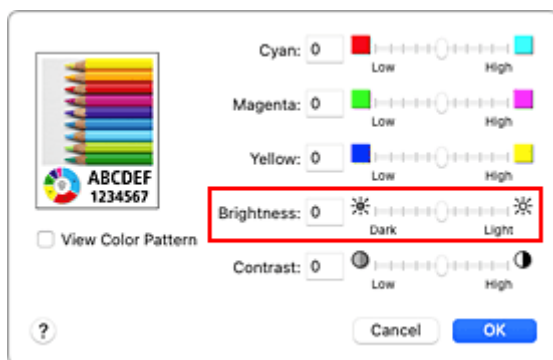 Cyan: 0
Low High
Magenta: 0
Low High
Yellow: 0
Low High
ABCDEF
1234567
Brightness: 0
Dark Light
View Color Pattern
Contrast: 0
Low High
?
Cancel OK